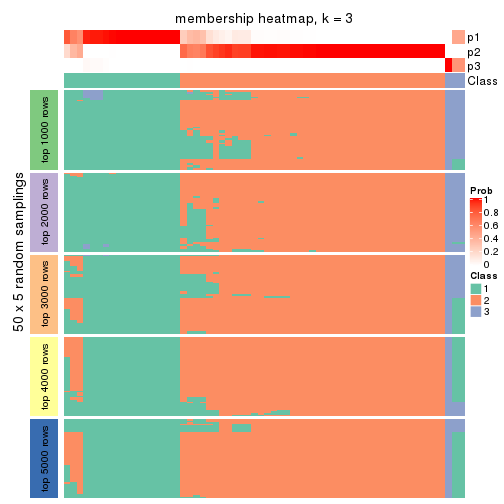 membership heatmap, k = 3
p1
p2
p3
Class
50 x 5 random samplings
top 1000 rows
top 2000 rows
top 3000 rows
top 4000 rows
top 5000 rows
Prob
1
0.8
0.6
0.4
0.2
0
Class
1
2
3